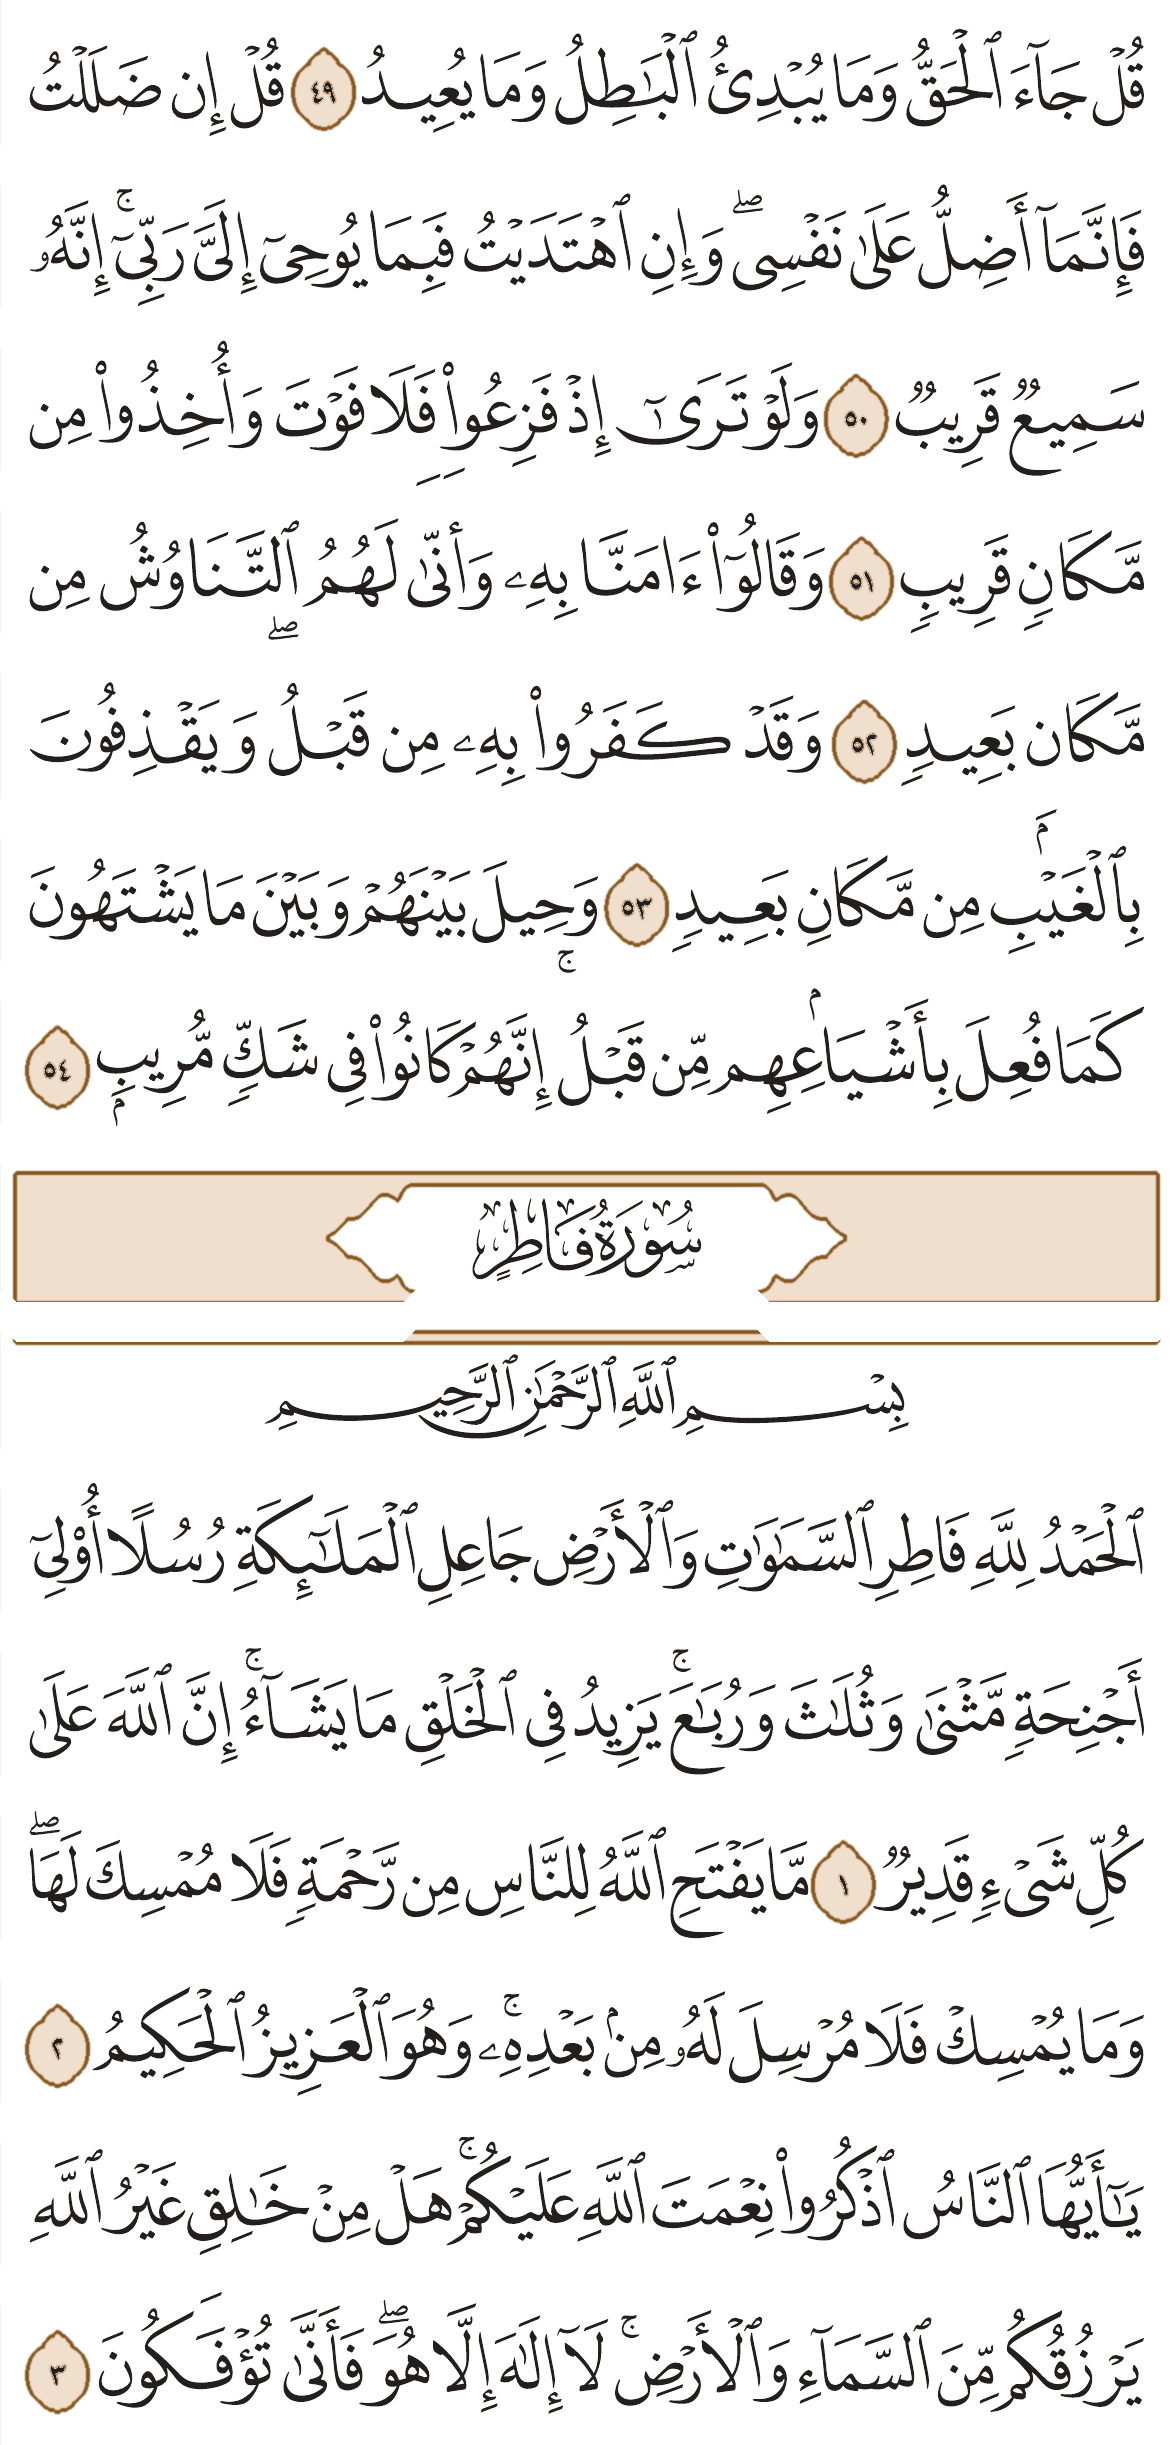 قُلۡ جَآءَ ٱلۡحَقُّ وَمَا يُبۡدِئُ ٱلۡبَٰطِلُ وَمَا يُعِيدُ ٤٩ قُلۡ إِن ضَلَلۡتُ
فَإِنَّمَآ أَضِلُّ عَلَىٰ نَفۡسِيۖ وَإِنِ ٱهۡتَدَيۡتُ فَبِمَا يُوحِيٓ إِلَيَّ رَبِّيٓۚ إِنَّهُۥ
سَمِيعٞ قَرِيبٞ ٥٠ وَلَوۡ تَرَىٰٓ إِذۡ فَزِعُواْ فَلَا فَوۡتَ وَأُخِذُواْ مِن
مَّكَانٖ قَرِيبٖ ٥١ وَقَالُوٓاْ ءَامَنَّا بِهِۦ وَأَنَّىٰ لَهُمُ ٱلتَّنَاوُشُ مِن
مَّكَانِۭ بَعِيدٖ ٥٢ وَقَدۡ كَفَرُواْ بِهِۦ مِن قَبۡلُۖ وَيَقۡذِفُونَ
بِٱلۡغَيۡبِ مِن مَّكَانِۭ بَعِيدٖ ٥٣ وَحِيلَ بَيۡنَهُمۡ وَبَيۡنَ مَا يَشۡتَهُونَ
كَمَا فُعِلَ بِأَشۡيَاعِهِم مِّن قَبۡلُۚ إِنَّهُمۡ كَانُواْ فِي شَكّٖ مُّرِيبِۭ ٥٤
سُورَةُ فَاطِرٍ
بِسۡمِ ٱللَّهِ ٱلرَّحۡمَٰنِ ٱلرَّحِيمِ
ٱلۡحَمۡدُ لِلَّهِ فَاطِرِ ٱلسَّمَٰوَٰتِ وَٱلۡأَرۡضِ جَاعِلِ ٱلۡمَلَٰٓئِكَةِ رُسُلًا أُوْلِيٓ
أَجۡنِحَةٖ مَّثۡنَىٰ وَثُلَٰثَ وَرُبَٰعَۚ يَزِيدُ فِي ٱلۡخَلۡقِ مَا يَشَآءُۚ إِنَّ ٱللَّهَ عَلَىٰ
كُلِّ شَيۡءٖ قَدِيرٞ ١ مَّا يَفۡتَحِ ٱللَّهُ لِلنَّاسِ مِن رَّحۡمَةٖ فَلَا مُمۡسِكَ لَهَاۖ
وَمَا يُمۡسِكۡ فَلَا مُرۡسِلَ لَهُۥ مِنۢ بَعۡدِهِۦۚ وَهُوَ ٱلۡعَزِيزُ ٱلۡحَكِيمُ ٢
يَٰٓأَيُّهَا ٱلنَّاسُ ٱذۡكُرُواْ نِعۡمَتَ ٱللَّهِ عَلَيۡكُمۡۚ هَلۡ مِنۡ خَٰلِقٍ غَيۡرُ ٱللَّهِ
يَرۡزُقُكُم مِّنَ ٱلسَّمَآءِ وَٱلۡأَرۡضِۚ لَآ إِلَٰهَ إِلَّا هُوَۖ فَأَنَّىٰ تُؤۡفَكُونَ ٣